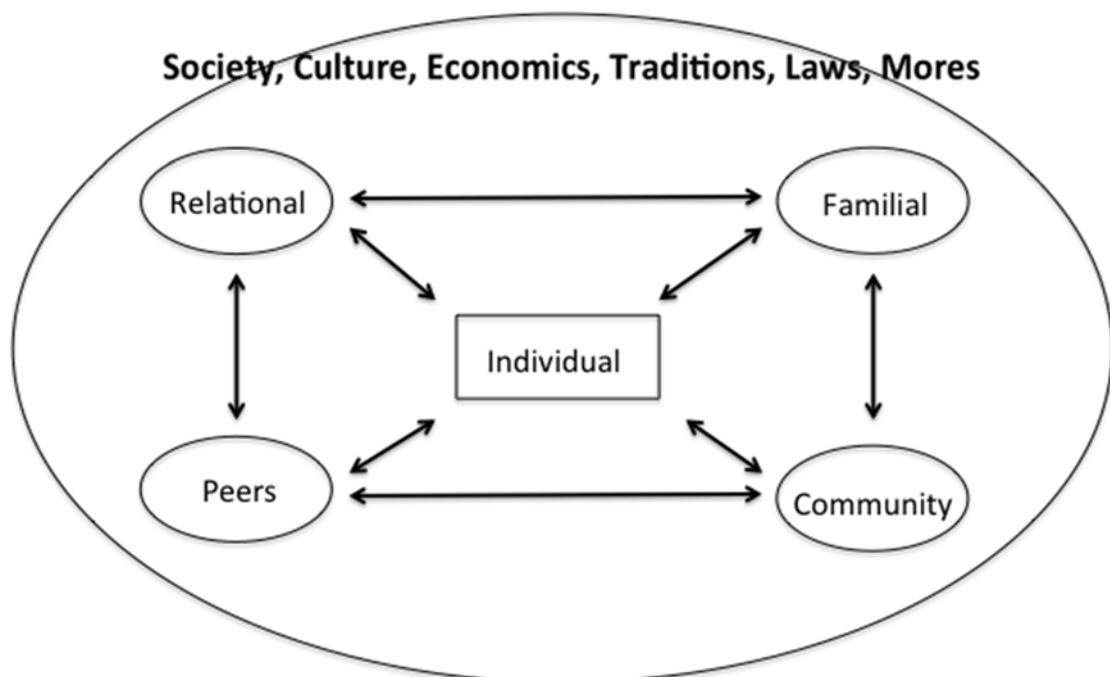 Society, Culture, Economics, Traditions, Laws, Mores
Relational
Familial
Individual
Peers
Community